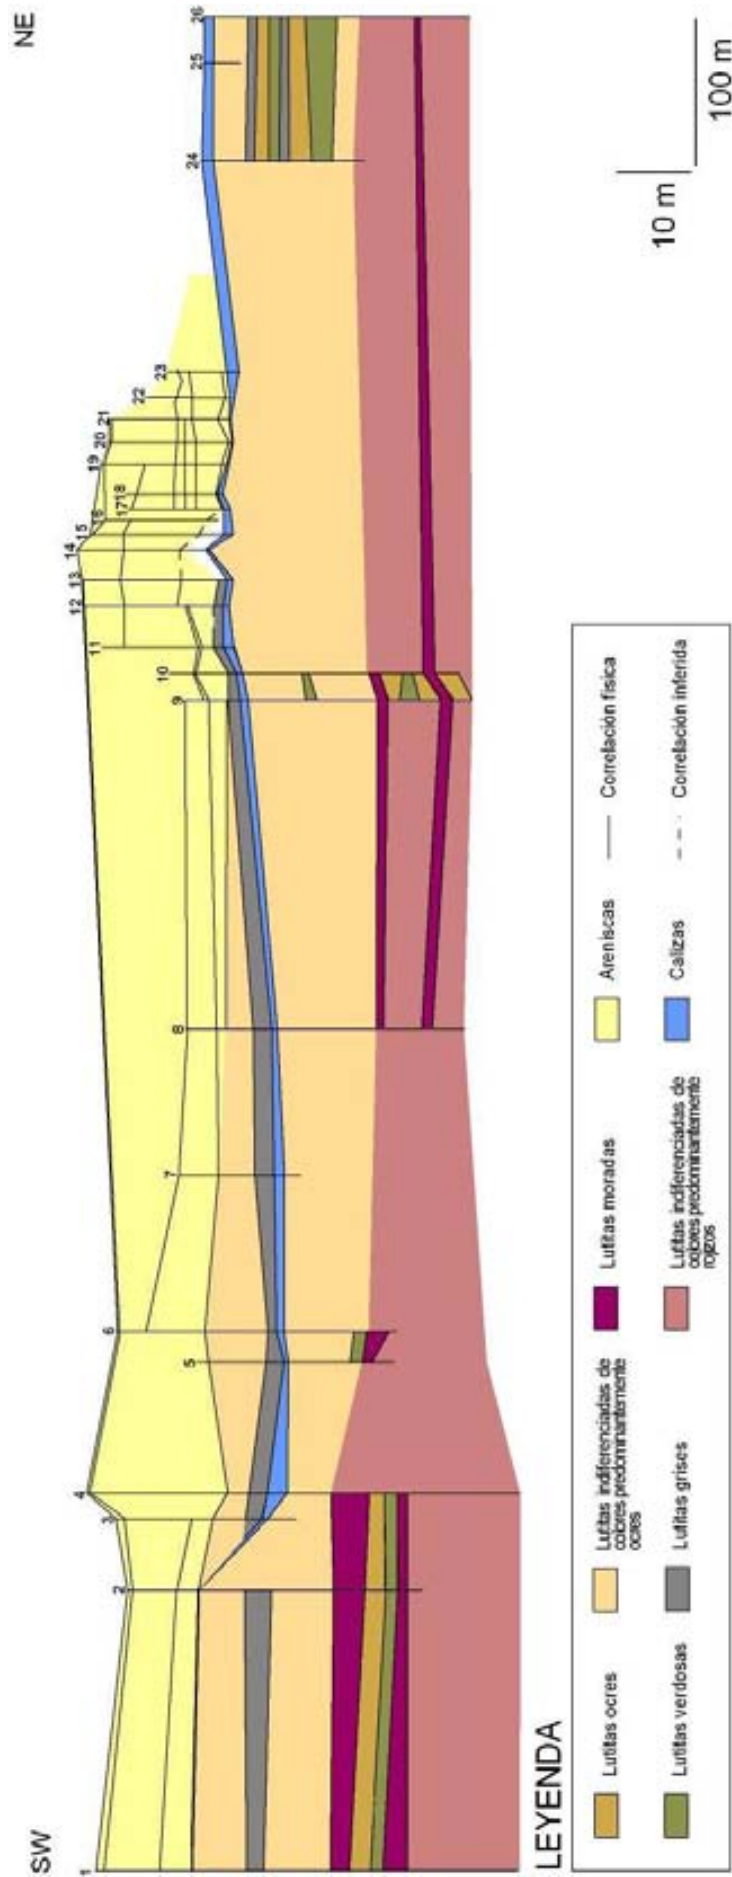 SW
NE
1
2
3
4
5
6
7
8
9
10
11
12
13
14
15
16
17
18
19
20
21
22
23
24
25
26
10 m
100 m
LEYENDA
Lutitas ocres
Lutitas indiferenciadas de
colores predominantemente
ocres
Lutitas moradas
Areniscas
Correlación física
Lutitas verdosas
Lutitas grises
Lutitas indiferenciadas de
colores predominantemente
rojizos
Calizas
Correlación inferida